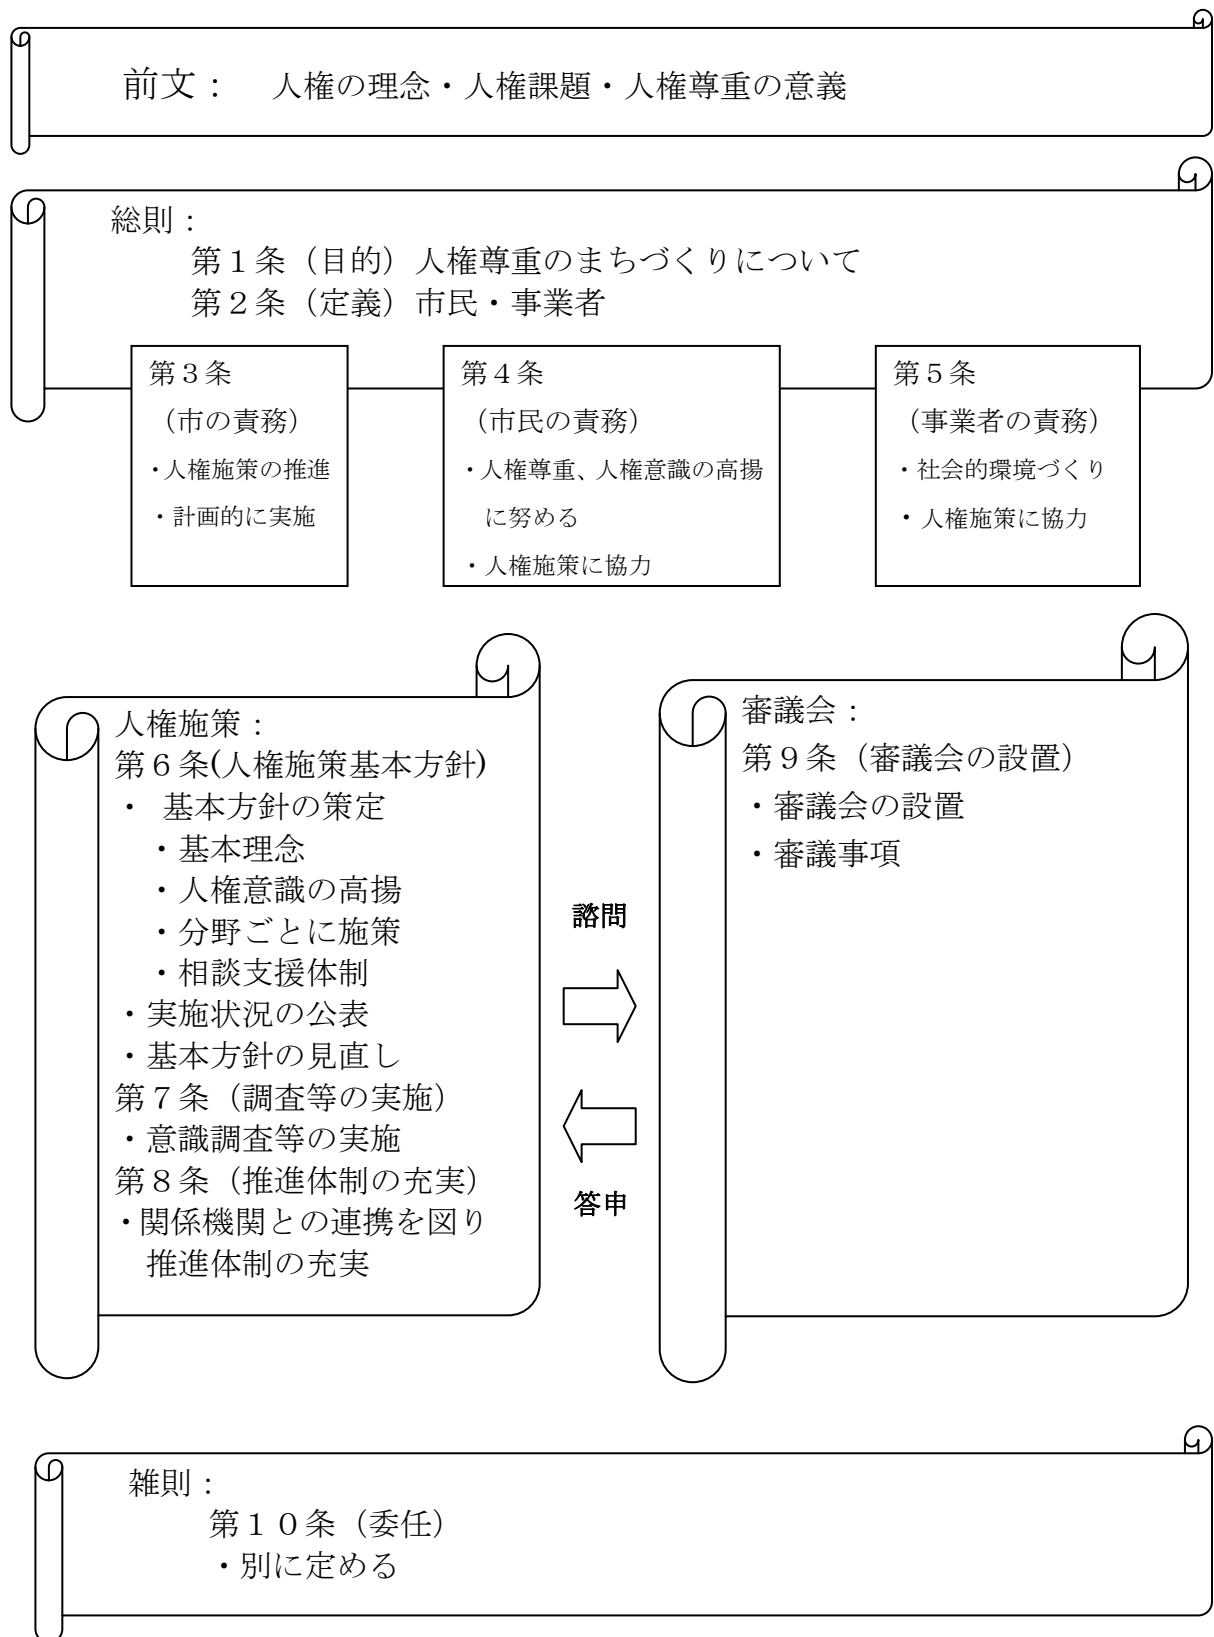 前文： 人権の理念・人権課題・人権尊重の意義
総則：
第１条（目的）人権尊重のまちづくりについて
第２条（定義）市民・事業者
第３条
（市の責務）
・人権施策の推進
・計画的に実施
第４条
（市民の責務）
・人権尊重、人権意識の高揚
に努める
・人権施策に協力
第５条
（事業者の責務）
・社会的環境づくり
・人権施策に協力
人権施策：
第６条(人権施策基本方針)
・ 基本方針の策定
・基本理念
・人権意識の高揚
・分野ごとに施策
・相談支援体制
・実施状況の公表
・基本方針の見直し
第７条（調査等の実施）
・意識調査等の実施
第８条（推進体制の充実）
・関係機関との連携を図り
推進体制の充実
諮問
答申
審議会：
第９条（審議会の設置）
・審議会の設置
・審議事項
雑則：
第１０条（委任）
・別に定める